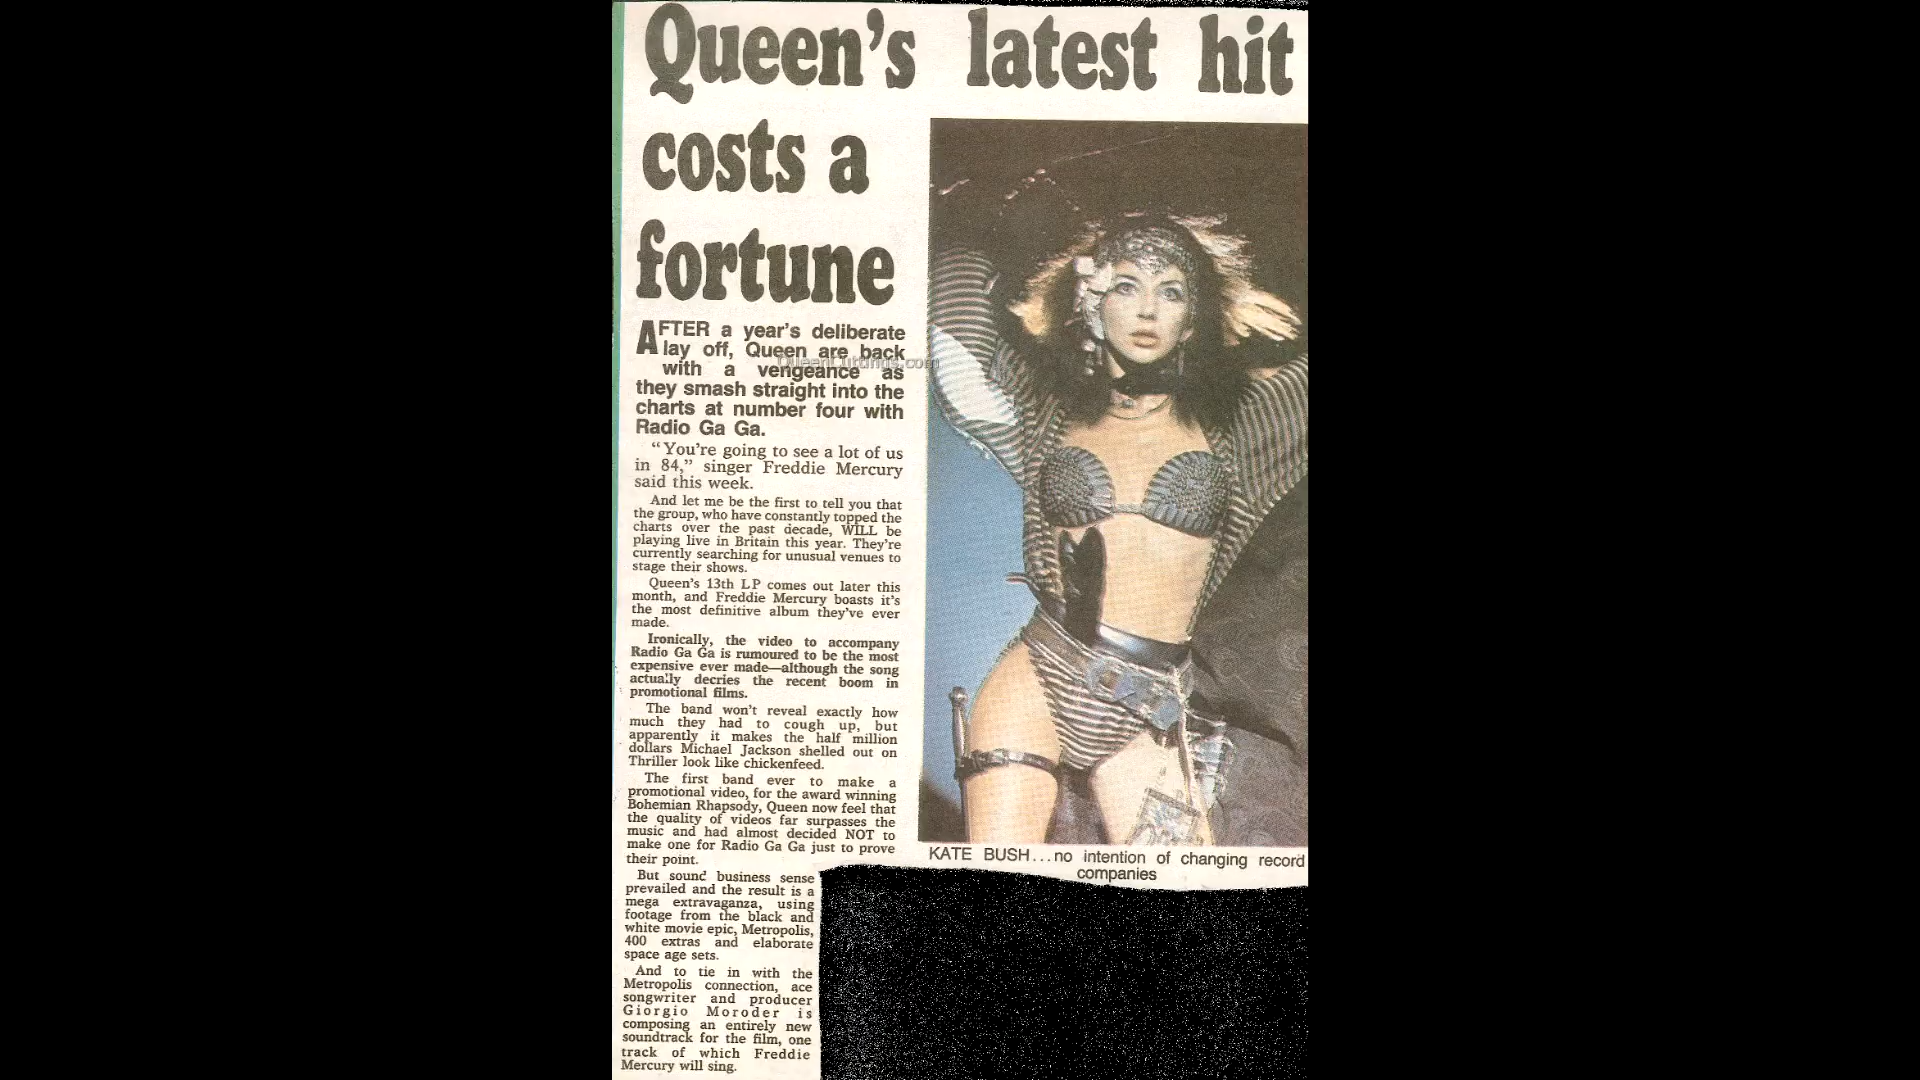 Queen's latest hit
costs a
fortune
AFTER a year's deliberate
lay off, Queen are back
with a vengeance as
they smash straight into the
charts at number four with
Radio Ga Ga.
"You're going to see a lot of us
in 84," singer Freddie Mercury
said this week.
And let me be the first to tell you that
the group, who have constantly topped the
charts over the past decade, WILL be
playing live in Britain this year. They're
currently searching for unusual venues to
stage their shows.
Queen's 13th LP comes out later this
month, and Freddie Mercury boasts it's
the most definitive album they've ever
made.
Ironically, the video to accompany
Radio Ga Ga is rumoured to be the most
expensive ever made—although the song
actually decries the recent boom in
promotional films.
The band won't reveal exactly how
much they had to cough up, but
apparently it makes the half million
dollars Michael Jackson shelled out on
Thriller look like chickenfeed.
The first band ever to make a
promotional video, for the award winning
Bohemian Rhapsody, Queen now feel that
the quality of videos far surpasses the
music and had almost decided NOT to
make one for Radio Ga Ga just to prove
their point.
But sound business sense
prevailed and the result is a
mega extravaganza, using
footage from the black and
white movie epic, Metropolis,
400 extras and elaborate
space age sets.
And to tie in with the
Metropolis connection, ace
songwriter and producer
Giorgio Moroder is
composing an entirely new
soundtrack for the film, one
track of which Freddie
Mercury will sing.
QueenCuttings.com
KATE BUSH...no intention of changing record
companies